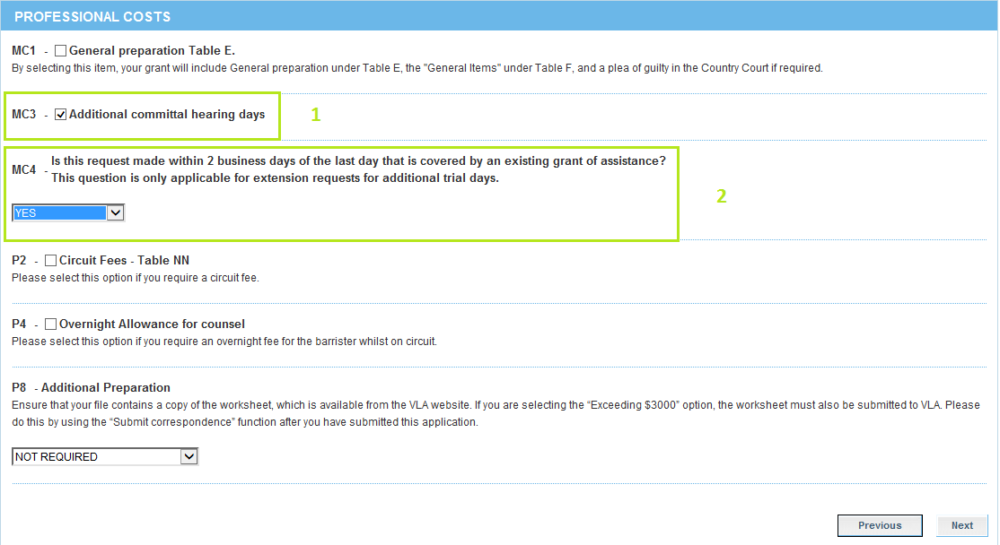 PROFESSIONAL COSTS
MC1 - General preparation Table E.
By selecting this item, your grant will include General preparation under Table E, the "General Items" under Table F, and a plea of guilty in the Country Court if required.
MC3 - Additional committal hearing days
1
MC4 - Is this request made within 2 business days of the last day that is covered by an existing grant of assistance?
This question is only applicable for extension requests for additional trial days.
2
YES
P2 - Circuit Fees - Table NN
Please select this option if you require a circuit fee.
P4 - Overnight Allowance for counsel
Please select this option if you require an overnight fee for the barrister whilst on circuit.
P8 - Additional Preparation
Ensure that your file contains a copy of the worksheet, which is available from the VLA website. If you are selecting the “Exceeding $3000” option, the worksheet must also be submitted to VLA. Please
do this by using the “Submit correspondence” function after you have submitted this application.
NOT REQUIRED
Previous Next